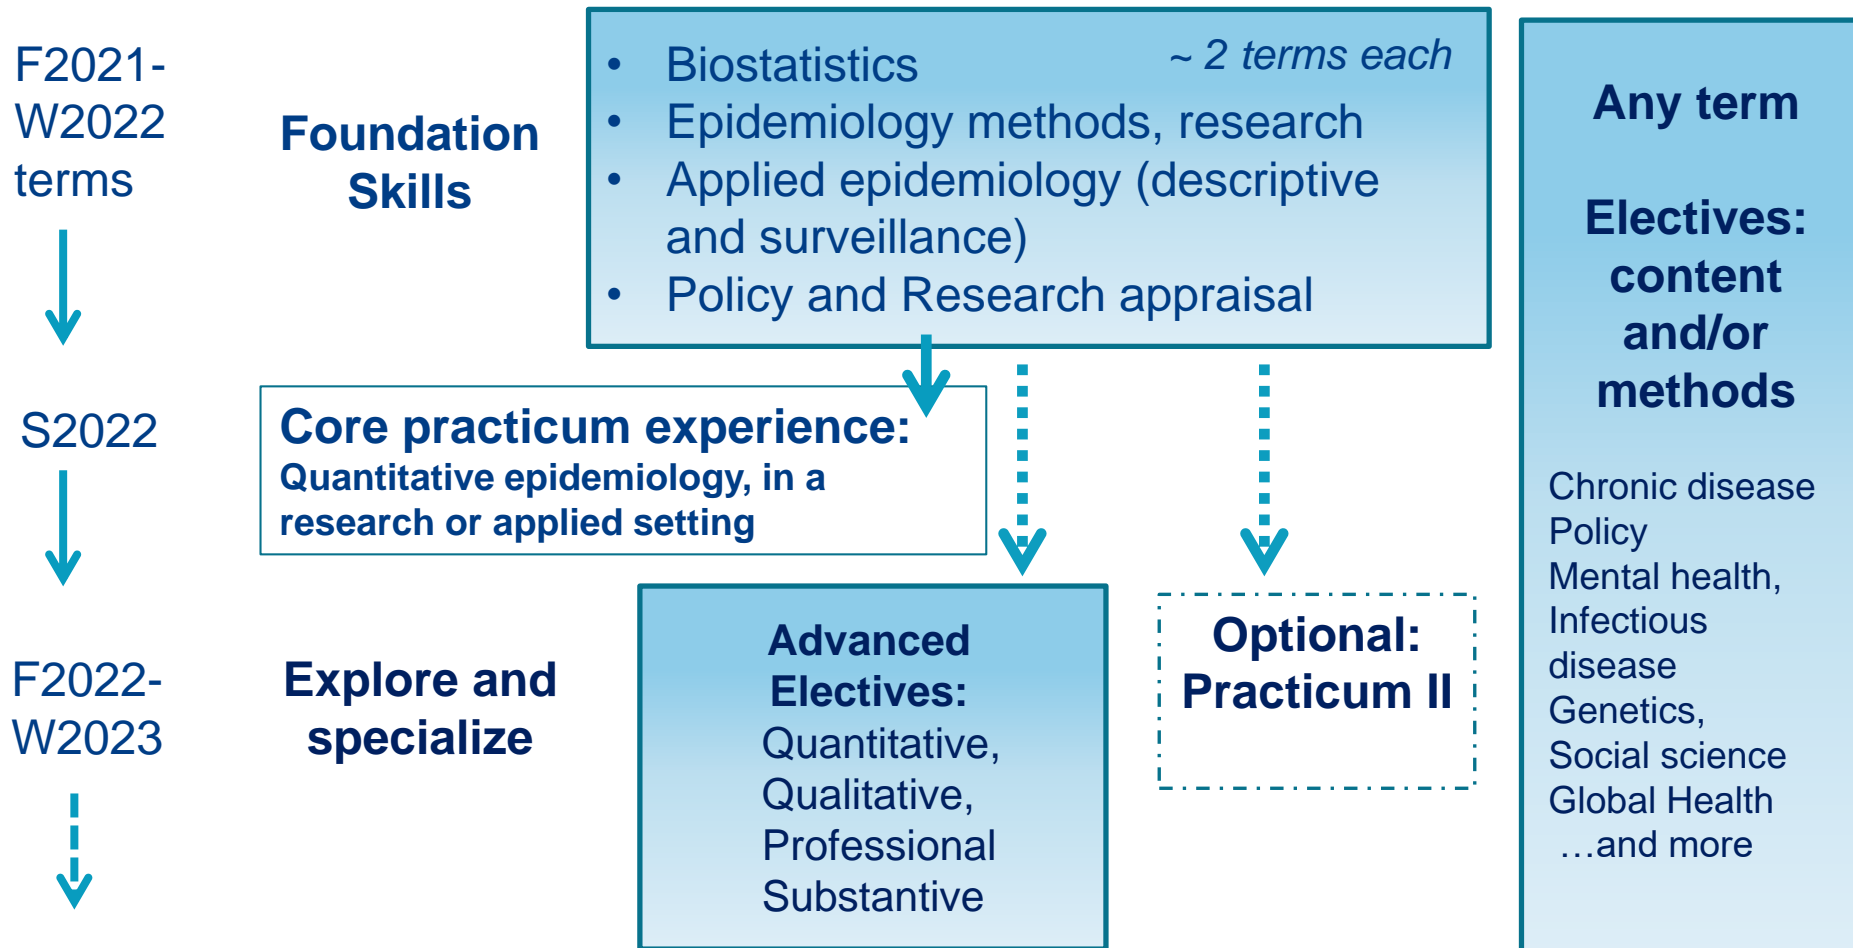 F2021-
W2022
terms
Foundation
Skills
• Biostatistics ~ 2 terms each
• Epidemiology methods, research
• Applied epidemiology (descriptive
and surveillance)
• Policy and Research appraisal
S2022
Core practicum experience:
Quantitative epidemiology, in a
research or applied setting
F2022-
W2023
Explore and
specialize
Advanced
Electives:
Quantitative,
Qualitative,
Professional
Substantive
Optional:
Practicum II
Any term
Electives:
content
and/or
methods
Chronic disease
Policy
Mental health,
Infectious
disease
Genetics,
Social science
Global Health
…and more